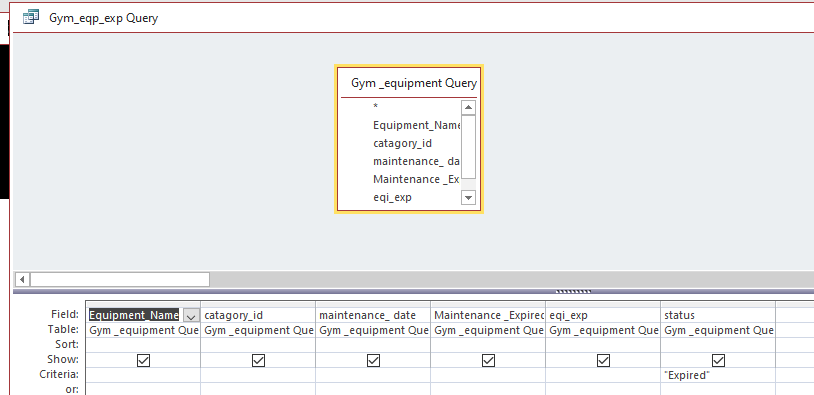 Gym_eqp_exp Query
Gym _equipment Query
*
Equipment_Name
catagory_id
maintenance_ da
Maintenance _Ex
eqi_exp
Field: Equipment_Name catagory_id maintenance_ date Maintenance _Expired eqi_exp status
Table: Gym _equipment Que Gym _equipment Que Gym _equipment Que Gym _equipment Que Gym _equipment Que Gym _equipment Que
Sort:
Show:
Criteria: "Expired"
or: